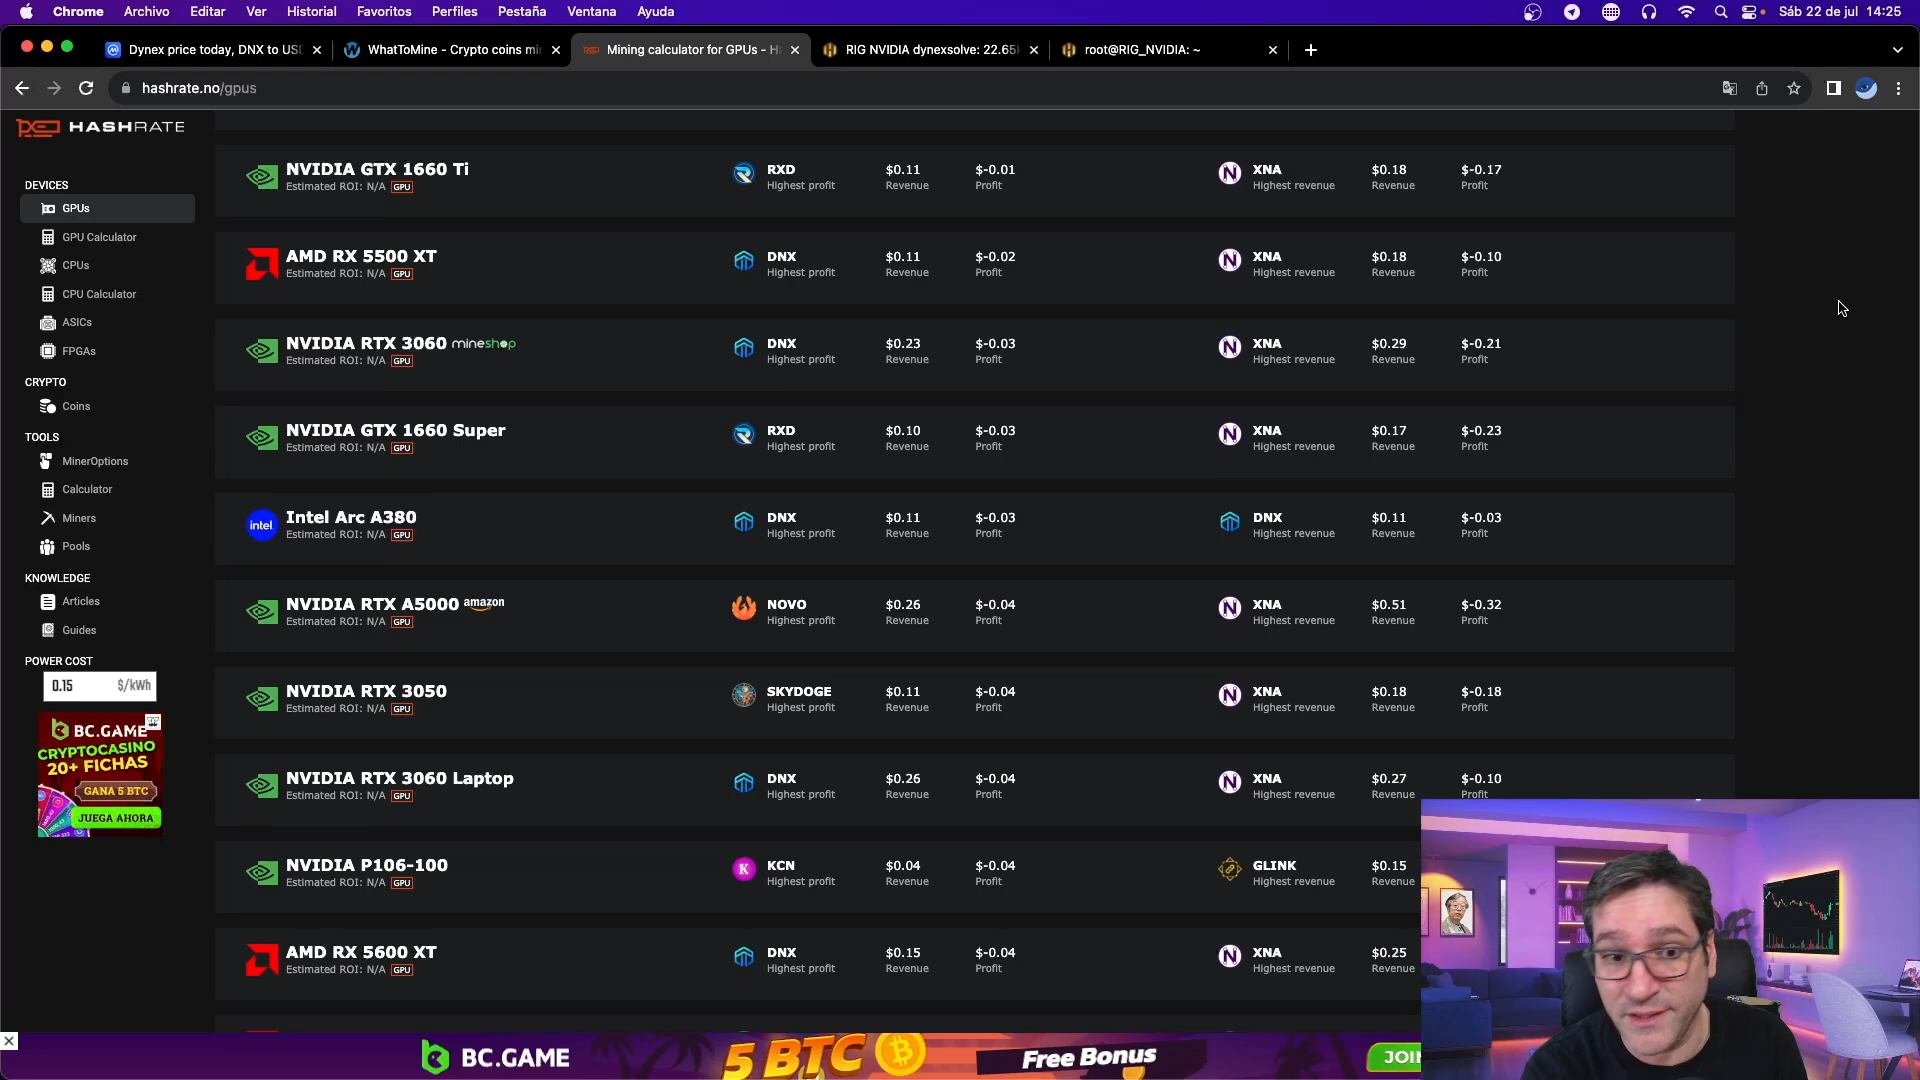 Chrome Archivo Editar Ver Historial Favoritos Perfiles Pestaña Ventana Ayuda Sáb 22 de jul 14:25
Dynex price today, DNX to USD WhatToMine - Crypto coins min Mining calculator for GPUs - Ha RIG NVIDIA dynexsolve: 22.65k root@RIG_NVIDIA: ~
hashrate.no/gpus
HASHRATE
DEVICES
GPUs
GPU Calculator
CPUs
CPU Calculator
ASICs
FPGAs
CRYPTO
Coins
TOOLS
MinerOptions
Calculator
Miners
Pools
KNOWLEDGE
Articles
Guides
POWER COST
0.15 $/kWh
BC.GAME
CRYPTOCASINO
20+ FICHAS
GANA 5 BTC
JUEGA AHORA
NVIDIA GTX 1660 Ti RXD $0.11 $-0.01 XNA $0.18 $-0.17
Estimated ROI: N/A GPU Highest profit Revenue Profit Highest revenue Revenue Profit
AMD RX 5500 XT DNX $0.11 $-0.02 XNA $0.18 $-0.10
Estimated ROI: N/A GPU Highest profit Revenue Profit Highest revenue Revenue Profit
NVIDIA RTX 3060 mineshop DNX $0.23 $-0.03 XNA $0.29 $-0.21
Estimated ROI: N/A GPU Highest profit Revenue Profit Highest revenue Revenue Profit
NVIDIA GTX 1660 Super RXD $0.10 $-0.03 XNA $0.17 $-0.23
Estimated ROI: N/A GPU Highest profit Revenue Profit Highest revenue Revenue Profit
intel Intel Arc A380 DNX $0.11 $-0.03 DNX $0.11 $-0.03
Estimated ROI: N/A GPU Highest profit Revenue Profit Highest revenue Revenue Profit
NVIDIA RTX A5000 amazon NOVO $0.26 $-0.04 XNA $0.51 $-0.32
Estimated ROI: N/A GPU Highest profit Revenue Profit Highest revenue Revenue Profit
NVIDIA RTX 3050 SKYDOGE $0.11 $-0.04 XNA $0.18 $-0.18
Estimated ROI: N/A GPU Highest profit Revenue Profit Highest revenue Revenue Profit
NVIDIA RTX 3060 Laptop DNX $0.26 $-0.04 XNA $0.27 $-0.10
Estimated ROI: N/A GPU Highest profit Revenue Profit Highest revenue Revenue Profit
NVIDIA P106-100 KCN $0.04 $-0.04 GLINK $0.15
Estimated ROI: N/A GPU Highest profit Revenue Profit Highest revenue Revenue
AMD RX 5600 XT DNX $0.15 $-0.04 XNA $0.25
Estimated ROI: N/A GPU Highest profit Revenue Profit Highest revenue Revenue
BC.GAME 5 BTC Free Bonus JOIN